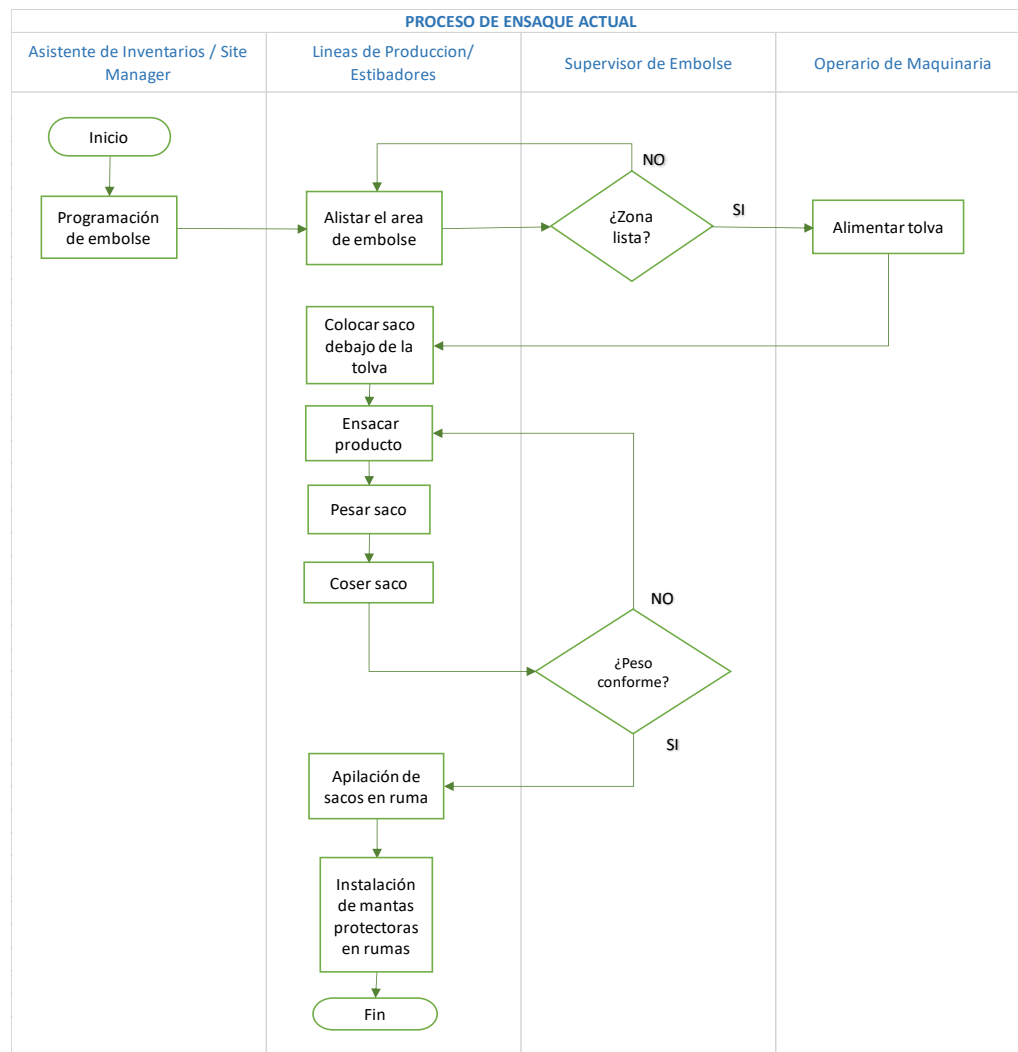 PROCESO DE ENSAQUE ACTUAL
Asistente de Inventarios / Site
Manager
Lineas de Produccion/
Estibadores
Supervisor de Embolse
Operario de Maquinaria
Inicio
NO
Programación
de embolse
Alistar el area
de embolse
¿Zona
lista?
SI
Alimentar tolva
Colocar saco
debajo de la
tolva
Ensacar
producto
Pesar saco
Coser saco
NO
¿Peso
conforme?
SI
Apilación de
sacos en ruma
Instalación
de mantas
protectoras
en rumas
Fin